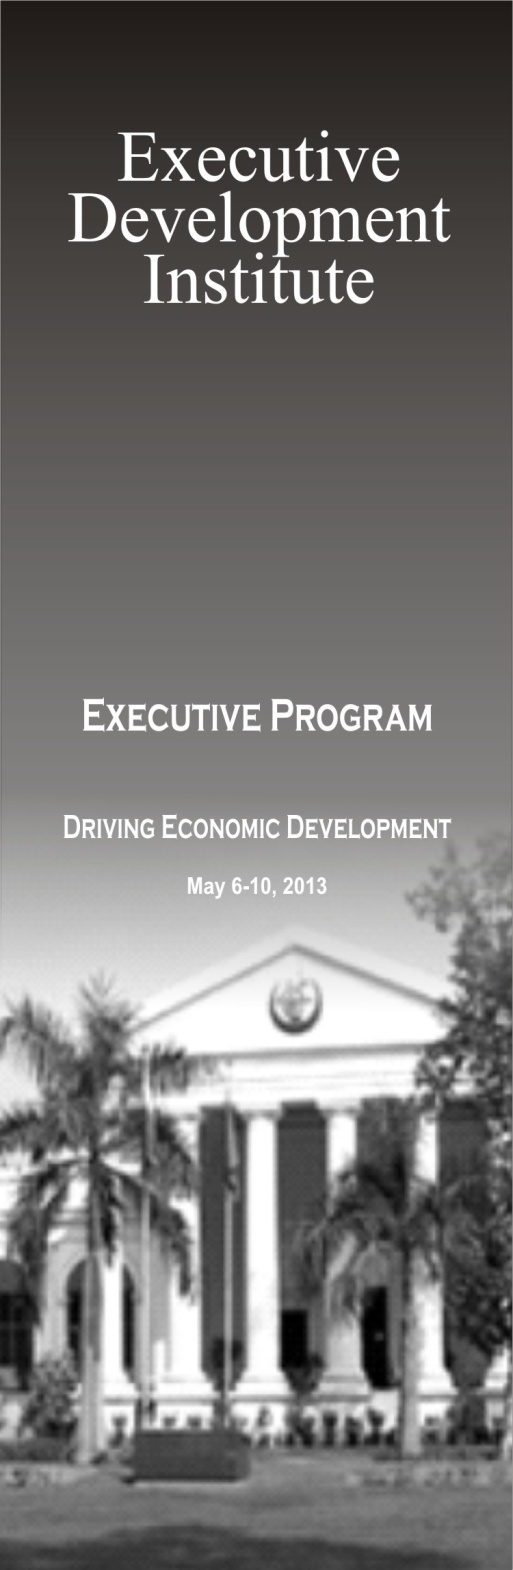 Executive
Development
Institute
EXECUTIVE PROGRAM
DRIVING ECONOMIC DEVELOPMENT
May 6-10, 2013